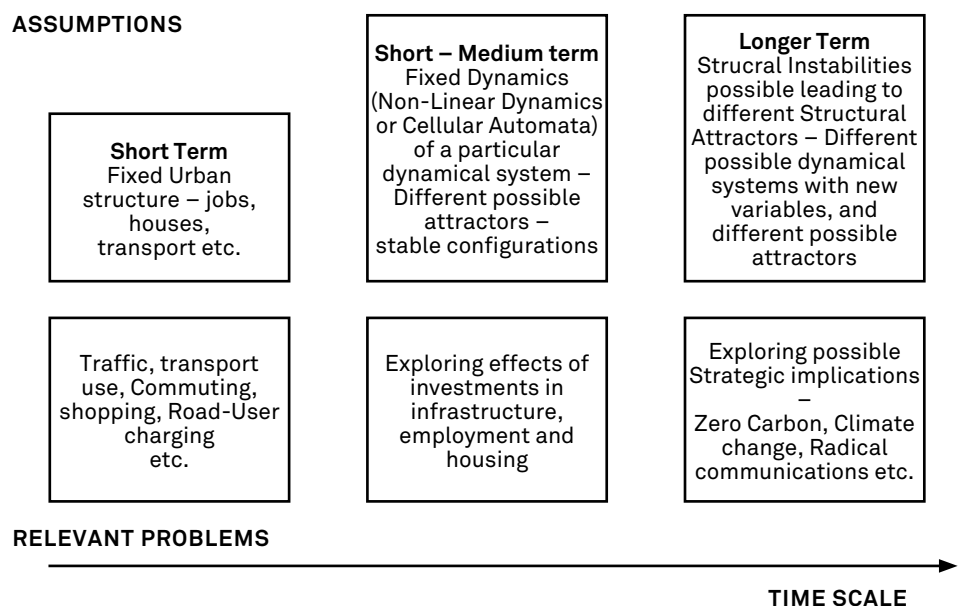 ASSUMPTIONS
Short Term
Fixed Urban
structure – jobs,
houses,
transport etc.
Short – Medium term
Fixed Dynamics
(Non-Linear Dynamics
or Cellular Automata)
of a particular
dynamical system –
Different possible
attractors –
stable configurations
Longer Term
Strucral Instabilities
possible leading to
different Structural
Attractors – Different
possible dynamical
systems with new
variables, and
different possible
attractors
Traffic, transport
use, Commuting,
shopping, Road-User
charging
etc.
Exploring effects of
investments in
infrastructure,
employment and
housing
Exploring possible
Strategic implications
–
Zero Carbon, Climate
change, Radical
communications etc.
RELEVANT PROBLEMS
TIME SCALE